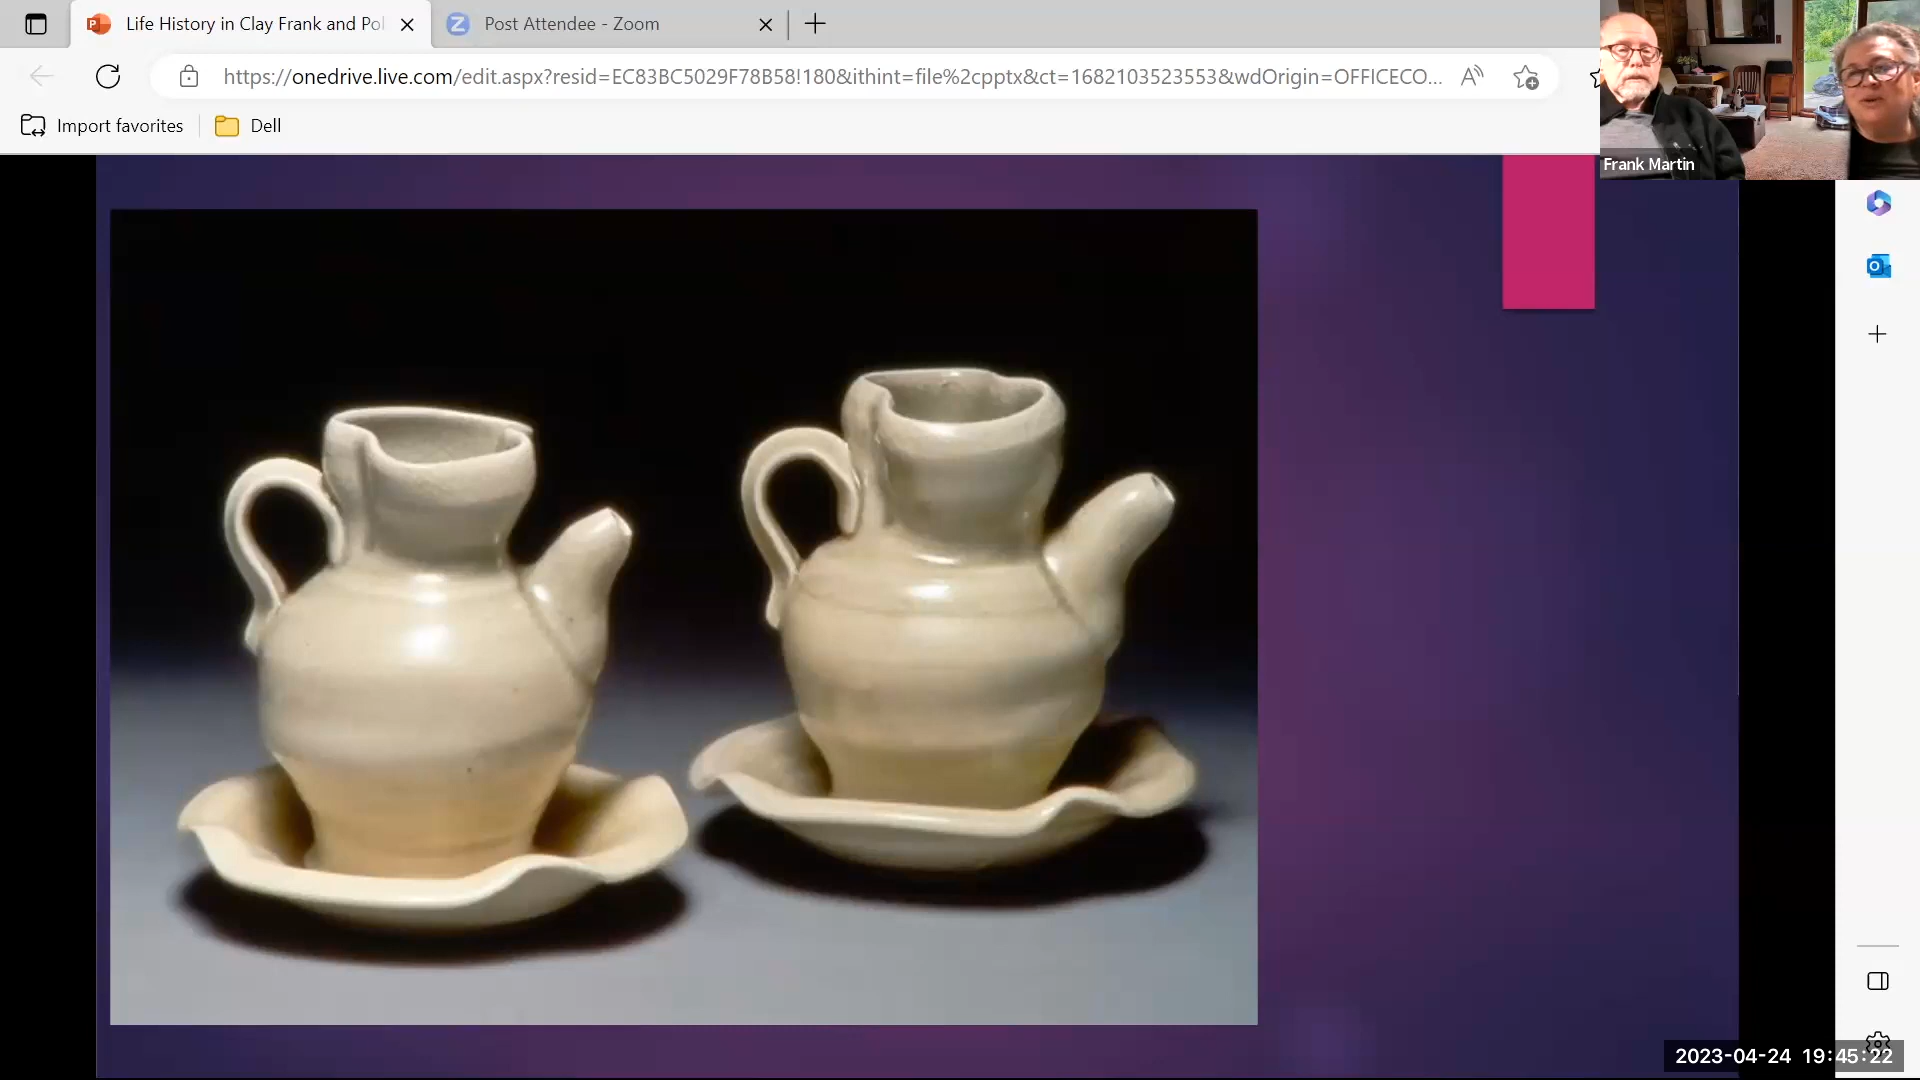 Life History in Clay Frank and Pol
Post Attendee - Zoom
https://onedrive.live.com/edit.aspx?resid=EC83BC5029F78B58!180&ithint=file%2cpptx&ct=1682103523553&wdOrigin=OFFICECO...
Import favorites
Dell
Frank Martin
2023-04-24 19:45:22